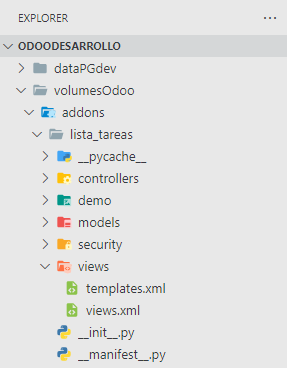 EXPLORER
ODOODESARROLLO
dataPGdev
volumesOdoo
addons
lista_tareas
__pycache__
controllers
demo
models
security
views
templates.xml
views.xml
__init__.py
__manifest__.py